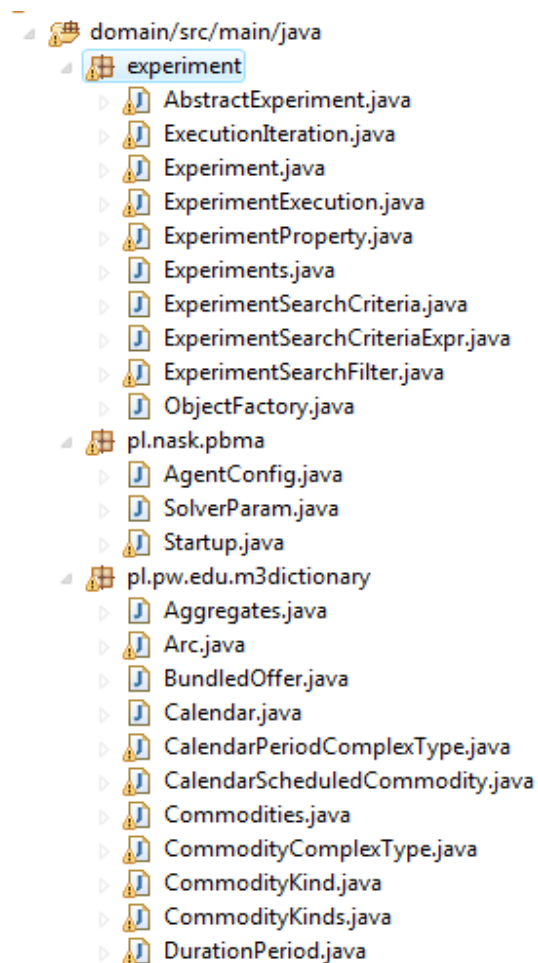 domain/src/main/java
experiment
AbstractExperiment.java
ExecutionIteration.java
Experiment.java
ExperimentExecution.java
ExperimentProperty.java
Experiments.java
ExperimentSearchCriteria.java
ExperimentSearchCriteriaExpr.java
ExperimentSearchFilter.java
ObjectFactory.java
pl.nask.pbma
AgentConfig.java
SolverParam.java
Startup.java
pl.pw.edu.m3dictionary
Aggregates.java
Arc.java
BundledOffer.java
Calendar.java
CalendarPeriodComplexType.java
CalendarScheduledCommodity.java
Commodities.java
CommodityComplexType.java
CommodityKind.java
CommodityKinds.java
DurationPeriod.java